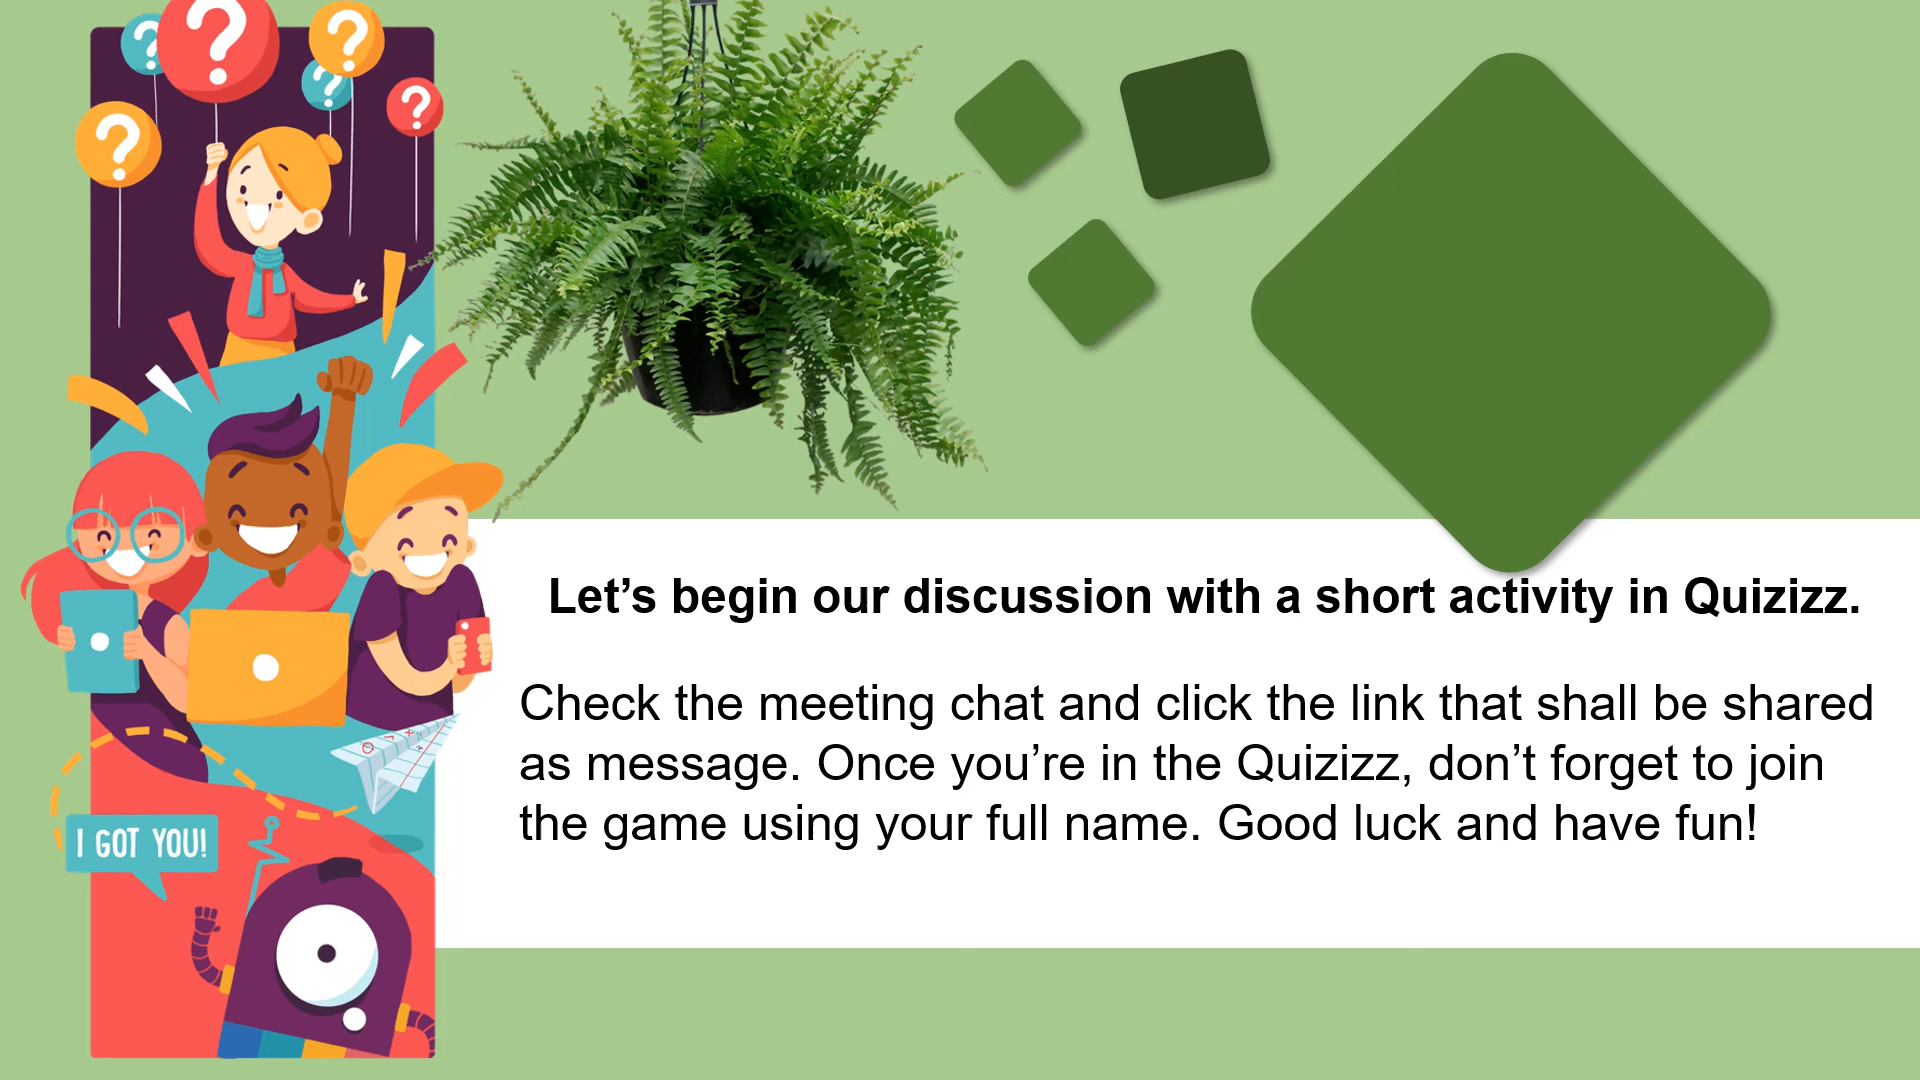 Let’s begin our discussion with a short activity in Quizizz.
Check the meeting chat and click the link that shall be shared
as message. Once you’re in the Quizizz, don’t forget to join
the game using your full name. Good luck and have fun!
I GOT YOU!